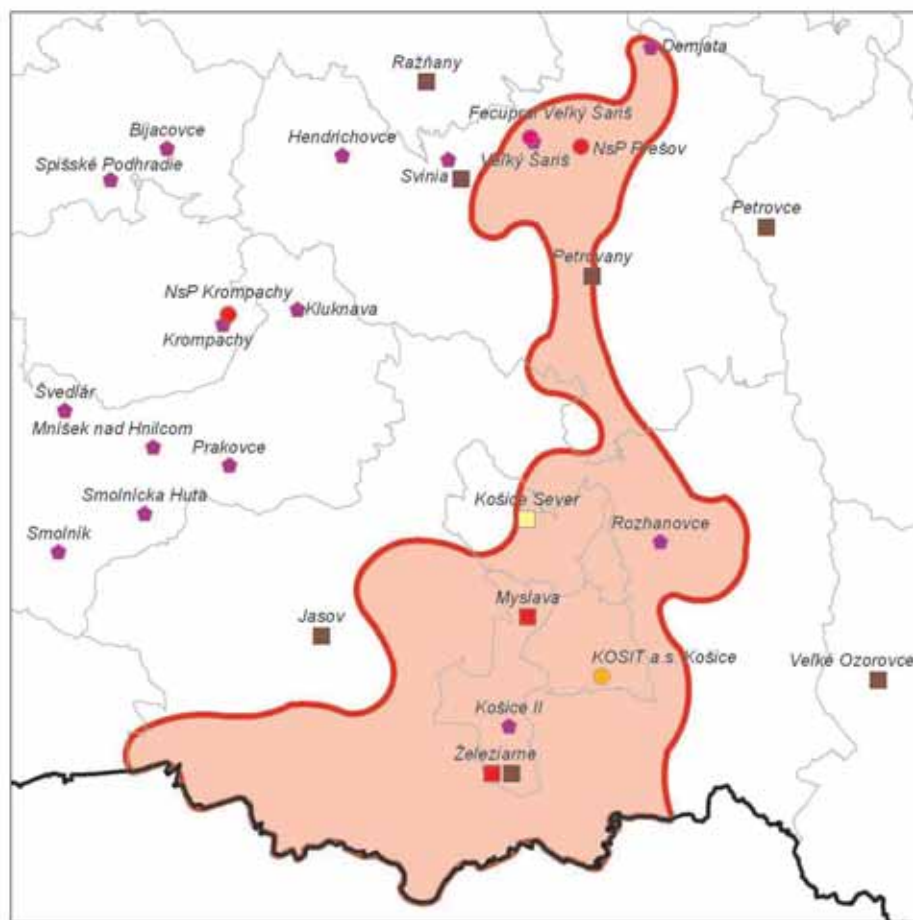 Demjata
Ražňany
Fecupral Veľký Šariš
Bijacovce
Hendrichovce
Veľký Šariš
NsP Prešov
Spišské Podhradie
Svinia
Petrovce
Petrovany
NsP Krompachy
Kluknava
Krompachy
Švedlár
Mníšek nad Hnilcom
Prakovce
Smolnícka Huta
Košice Sever
Smolník
Rozhanovce
Jasov
Myslava
KOSIT a.s. Košice
Veľké Ozorovce
Košice II
Železiarne